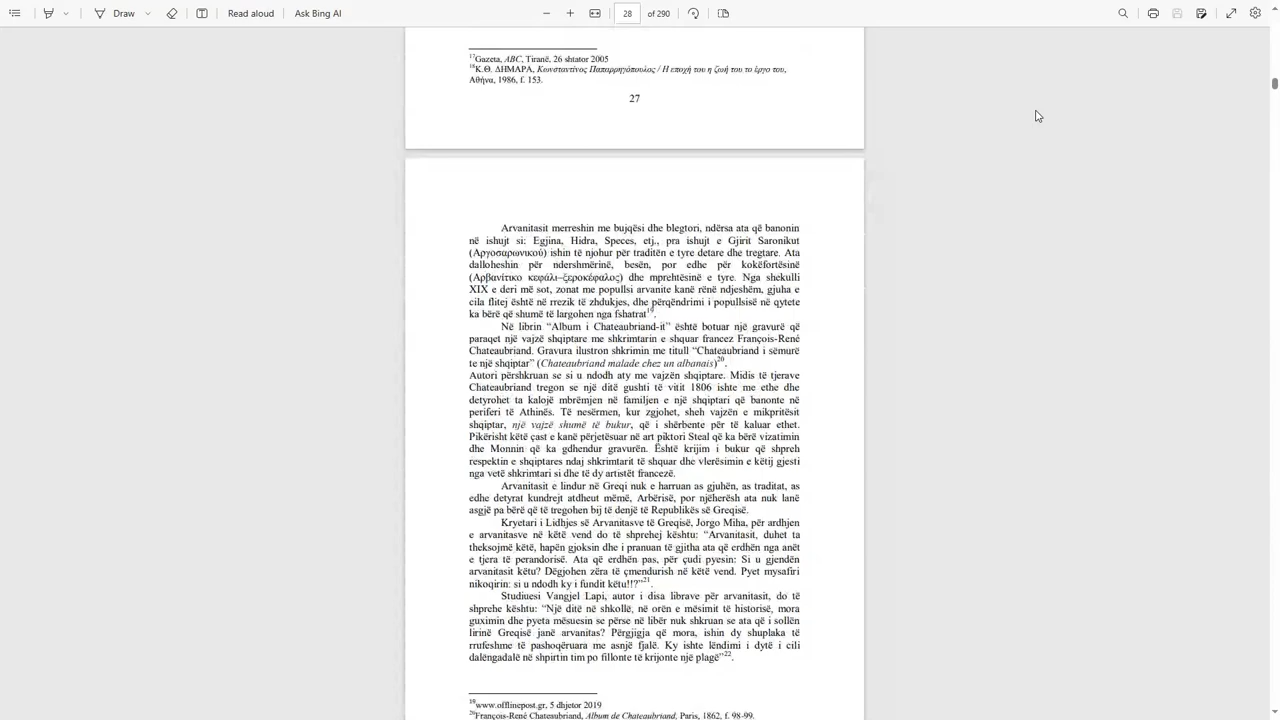 Draw
Read aloud
Ask Bing AI
28
of 290
17Gazeta, ABC, Tiranë, 26 shtator 2005
18Κ.Θ. ΔΗΜΑΡΑ, Κωνσταντίνος Παπαρρηγόπουλος / Η εποχή του η ζωή του το έργο του,
Αθήνα, 1986, f. 153.
27
Arvanitasit merreshin me bujqësi dhe blegtori, ndërsa ata që banonin
në ishujt si: Egjina, Hidra, Speces, etj., pra ishujt e Gjirit Saronikut
(Αργοσαρωνικού) ishin të njohur për traditën e tyre detare dhe tregtare. Ata
dalloheshin për ndershmërinë, besën, por edhe për kokëfortësinë
(Αρβανίτικο κεφάλι–ξεροκέφαλος) dhe mprehtësinë e tyre. Nga shekulli
XIX e deri më sot, zonat me popullsi arvanite kanë rënë ndjeshëm, gjuha e
cila flitej është në rrezik të zhdukjes, dhe përqëndrimi i popullsisë në qytete
ka bërë që shumë të largohen nga fshatrat19.
Në librin “Album i Chateaubriand-it” është botuar një gravurë që
paraqet një vajzë shqiptare me shkrimtarin e shquar francez François-René
Chateaubriand. Gravura ilustron shkrimin me titull “Chateaubriand i sëmurë
te një shqiptar” (Chateaubriand malade chez un albanais)20.
Autori përshkruan se si u ndodh aty me vajzën shqiptare. Midis të tjerave
Chateaubriand tregon se një ditë gushti të vitit 1806 ishte me ethe dhe
detyrohet ta kalojë mbrëmjen në familjen e një shqiptari që banonte në
periferi të Athinës. Të nesërmen, kur zgjohet, sheh vajzën e mikpritësit
shqiptar, një vajzë shumë të bukur, që i shërbente për të kaluar ethet.
Pikërisht këtë çast e kanë përjetësuar në art piktori Steal që ka bërë vizatimin
dhe Monnin që ka gdhendur gravurën. Është krijim i bukur që shpreh
respektin e shqiptares ndaj shkrimtarit të shquar dhe vlerësimin e këtij gjesti
nga vetë shkrimtari si dhe të dy artistët francezë.
Arvanitasit e lindur në Greqi nuk e harruan as gjuhën, as traditat, as
edhe detyrat kundrejt atdheut mëmë, Arbërisë, por njëherësh ata nuk lanë
asgjë pa bërë që të tregohen bij të denjë të Republikës së Greqisë.
Kryetari i Lidhjes së Arvanitasve të Greqisë, Jorgo Miha, për ardhjen
e arvanitasve në këtë vend do të shprehej kështu: “Arvanitasit, duhet ta
theksojmë këtë, hapën gjoksin dhe i pranuan të gjitha ata që erdhën nga anët
e tjera të perandorisë. Ata që erdhën pas, për çudi pyesin: Si u gjendën
arvanitasit këtu? Dëgjohen zëra të çmendurish në këtë vend. Pyet mysafiri
nikoqirin: si u ndodh ky i fundit këtu!!?”21.
Studiuesi Vangjel Lapi, autor i disa librave për arvanitasit, do të
shprehe kështu: “Një ditë në shkollë, në orën e mësimit të historisë, mora
guximin dhe pyeta mësuesin se përse në libër nuk shkruan se ata që i sollën
lirinë Greqisë janë arvanitas? Përgjigja që mora, ishin dy shuplaka të
rrufeshme të pashoqëruara me asnjë fjalë. Ky ishte lëndimi i dytë i cili
dalëngadalë në shpirtin tim po fillonte të krijonte një plagë”22.
19www.offlinepost.gr, 5 dhjetor 2019
20François-René Chateaubriand, Album de Chateaubriand, Paris, 1862, f. 98-99.